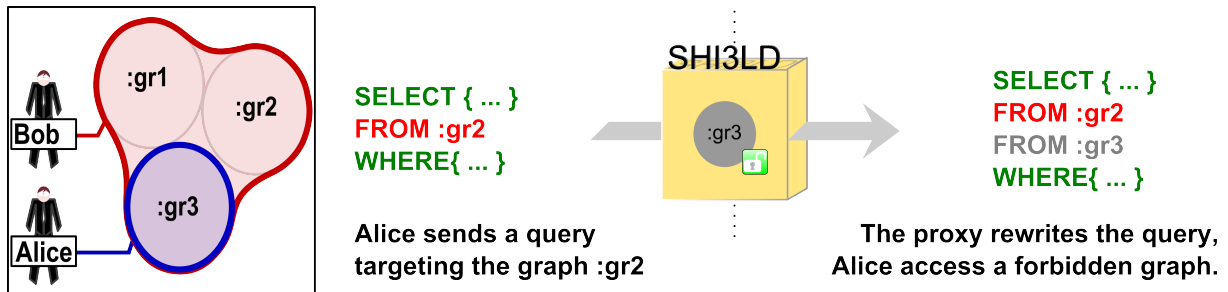 :gr1
:gr2
Bob
:gr3
Alice
SELECT { ... }
FROM :gr2
WHERE{ ... }
Alice sends a query
targeting the graph :gr2
SHI3LD
:gr3
SELECT { ... }
FROM :gr2
FROM :gr3
WHERE{ ... }
The proxy rewrites the query,
Alice access a forbidden graph.